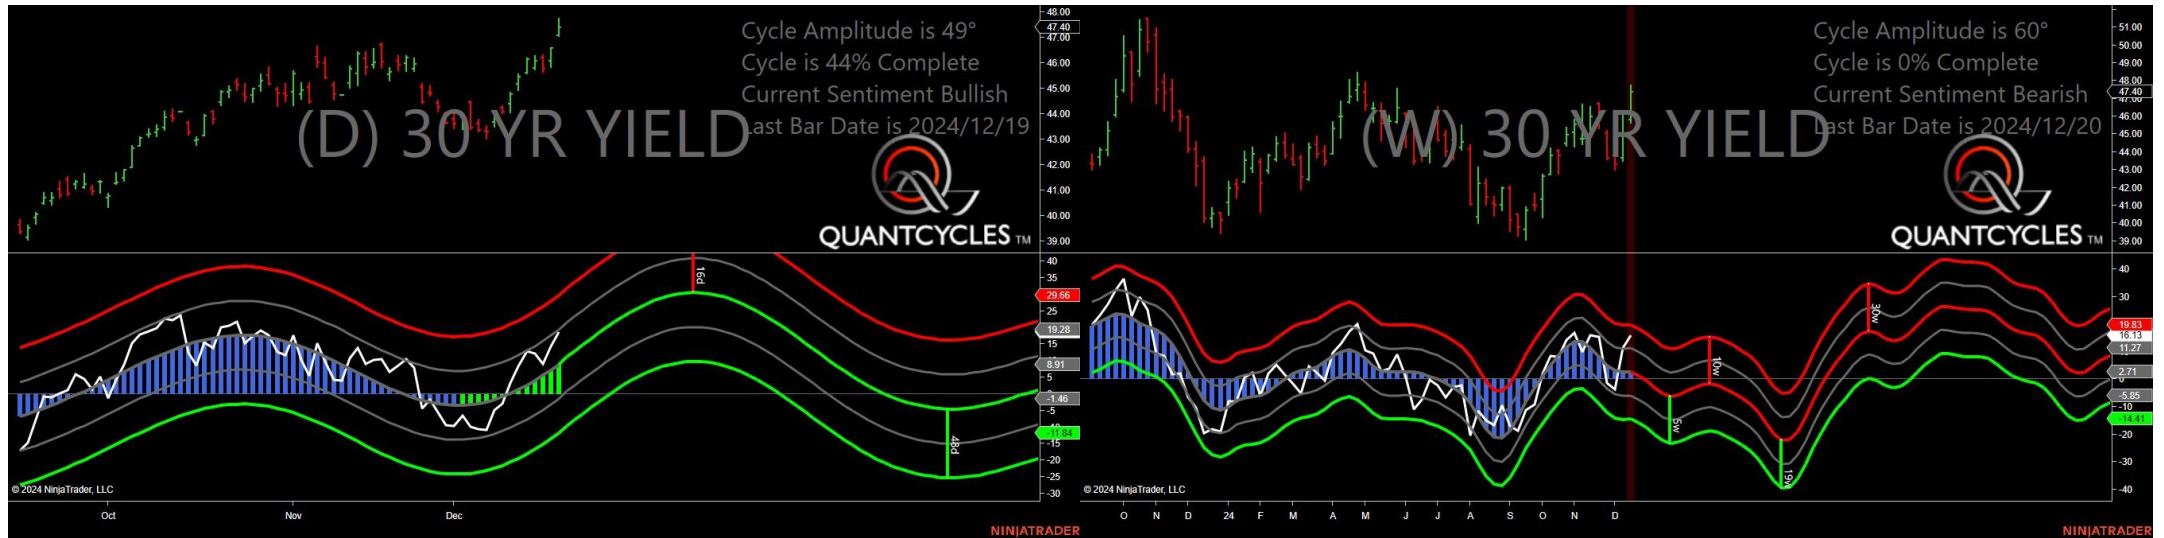 Cycle Amplitude is 49°
Cycle is 44% Complete
Current Sentiment Bullish
Last Bar Date is 2024/12/19
(D) 30 YR YIELD
QUANTCYCLES TM
48.00
47.40
47.00
46.00
45.00
44.00
43.00
42.00
41.00
40.00
39.00
16d
48d
40
35
29.66
25
19.28
15
8.91
5
-1.46
-5
-11.84
-15
-20
-25
-30
© 2024 NinjaTrader, LLC
Oct Nov Dec
NINJATRADER
Cycle Amplitude is 60°
Cycle is 0% Complete
Current Sentiment Bearish
Last Bar Date is 2024/12/20
(W) 30 YR YIELD
QUANTCYCLES TM
51.00
50.00
49.00
48.00
47.40
47.00
46.00
45.00
44.00
43.00
42.00
41.00
40.00
39.00
5w
10w
19w
30w
40
30
19.83
16.13
11.27
2.71
-5.85
-10
-14.41
-20
-30
-40
© 2024 NinjaTrader, LLC
O N D 24 F M A M J J A S O N D
NINJATRADER